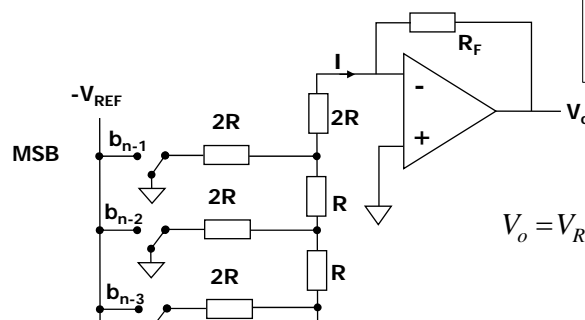 R_F
I
-V_REF
2R
-
b_n-1
2R
+
V_o
MSB
R
b_n-2
2R
V_o = V_R
R
b_n-3
2R